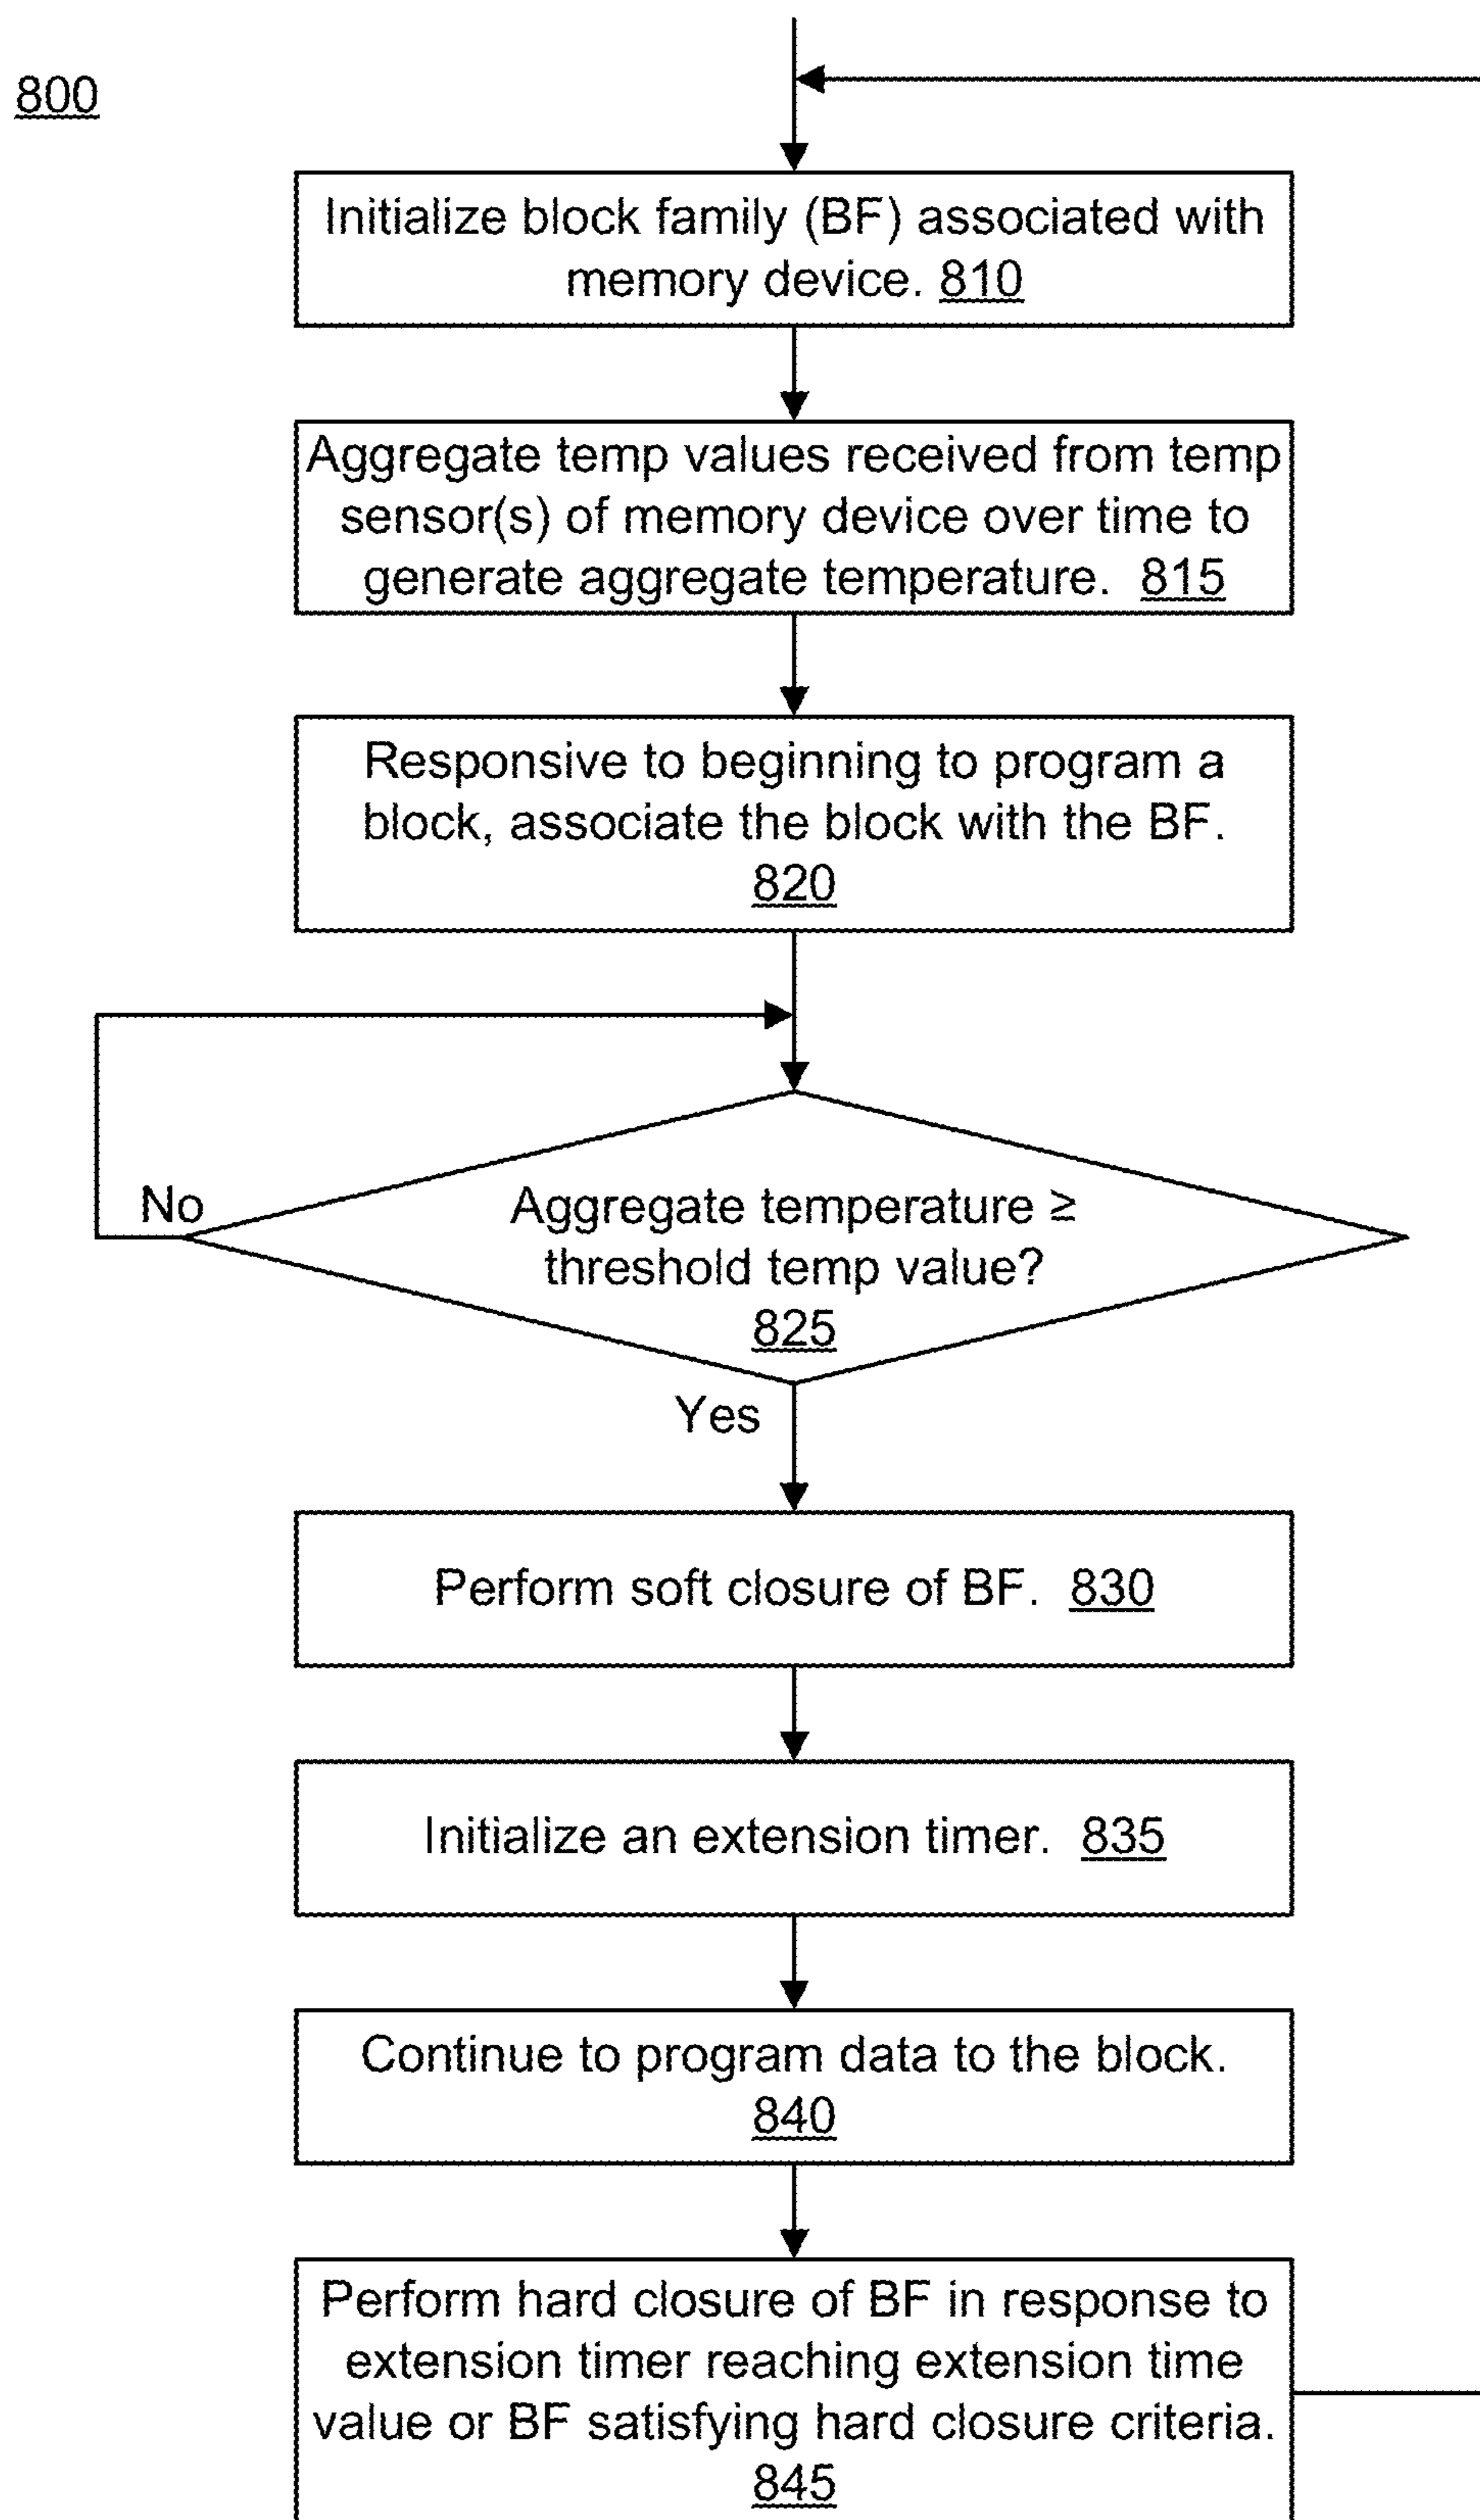 800
Initialize block family (BF) associated with
memory device. 810
Aggregate temp values received from temp
sensor(s) of memory device over time to
generate aggregate temperature. 815
Responsive to beginning to program a
block, associate the block with the BF.
820
No
Aggregate temperature ≥
threshold temp value?
825
Yes
Perform soft closure of BF. 830
Initialize an extension timer. 835
Continue to program data to the block.
840
Perform hard closure of BF in response to
extension timer reaching extension time
value or BF satisfying hard closure criteria.
845